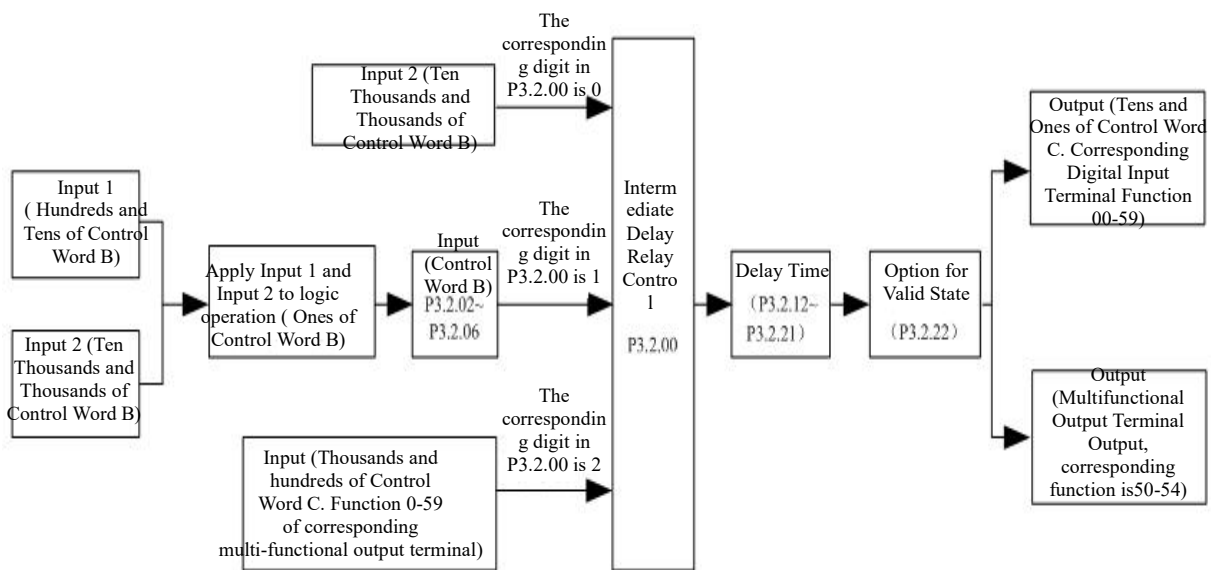 The
correspondin
g digit in
P3.2.00 is 0
Input 2 (Ten
Thousands and
Thousands of
Control Word B)
Input 1
( Hundreds and
Tens of Control
Word B)
Input 2 (Ten
Thousands and
Thousands of
Control Word B)
Apply Input 1 and
Input 2 to logic
operation ( Ones of
Control Word B)
Input
(Control
Word B)
P3.2.02~
P3.2.06
The
correspondin
g digit in
P3.2.00 is 1
The
correspondin
g digit in
P3.2.00 is 2
Input (Thousands and
hundreds of Control
Word C. Function 0-59
of corresponding
multi-functional output terminal)
Interm
ediate
Delay
Relay
Contro
l
P3.2.00
Delay Time
(P3.2.12~
P3.2.21)
Option for
Valid State
(P3.2.22)
Output (Tens and
Ones of Control Word
C. Corresponding
Digital Input
Terminal Function
00-59)
Output
(Multifunctional
Output Terminal
Output,
corresponding
function is50-54)